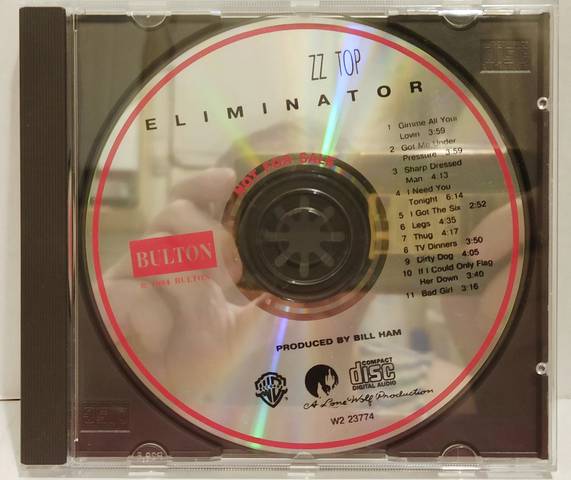 ZZ TOP
ELIMINATOR
NOT FOR SALE
1 Gimme All Your
Lovin 3:59
2 Got Me Under
Pressure 3:59
3 Sharp Dressed
Man 4:13
4 I Need You
Tonight 6:14
5 I Got The Six 2:52
6 Legs 4:35
7 Thug 4:17
8 TV Dinners 3:50
9 Dirty Dog 4:05
10 If I Could Only Flag
Her Down 3:40
11 Bad Girl 3:16
BULTON
1984 BULTON
PRODUCED BY BILL HAM
COMPACT
disc
DIGITAL AUDIO
A Lone Wolf Production
W2 23774